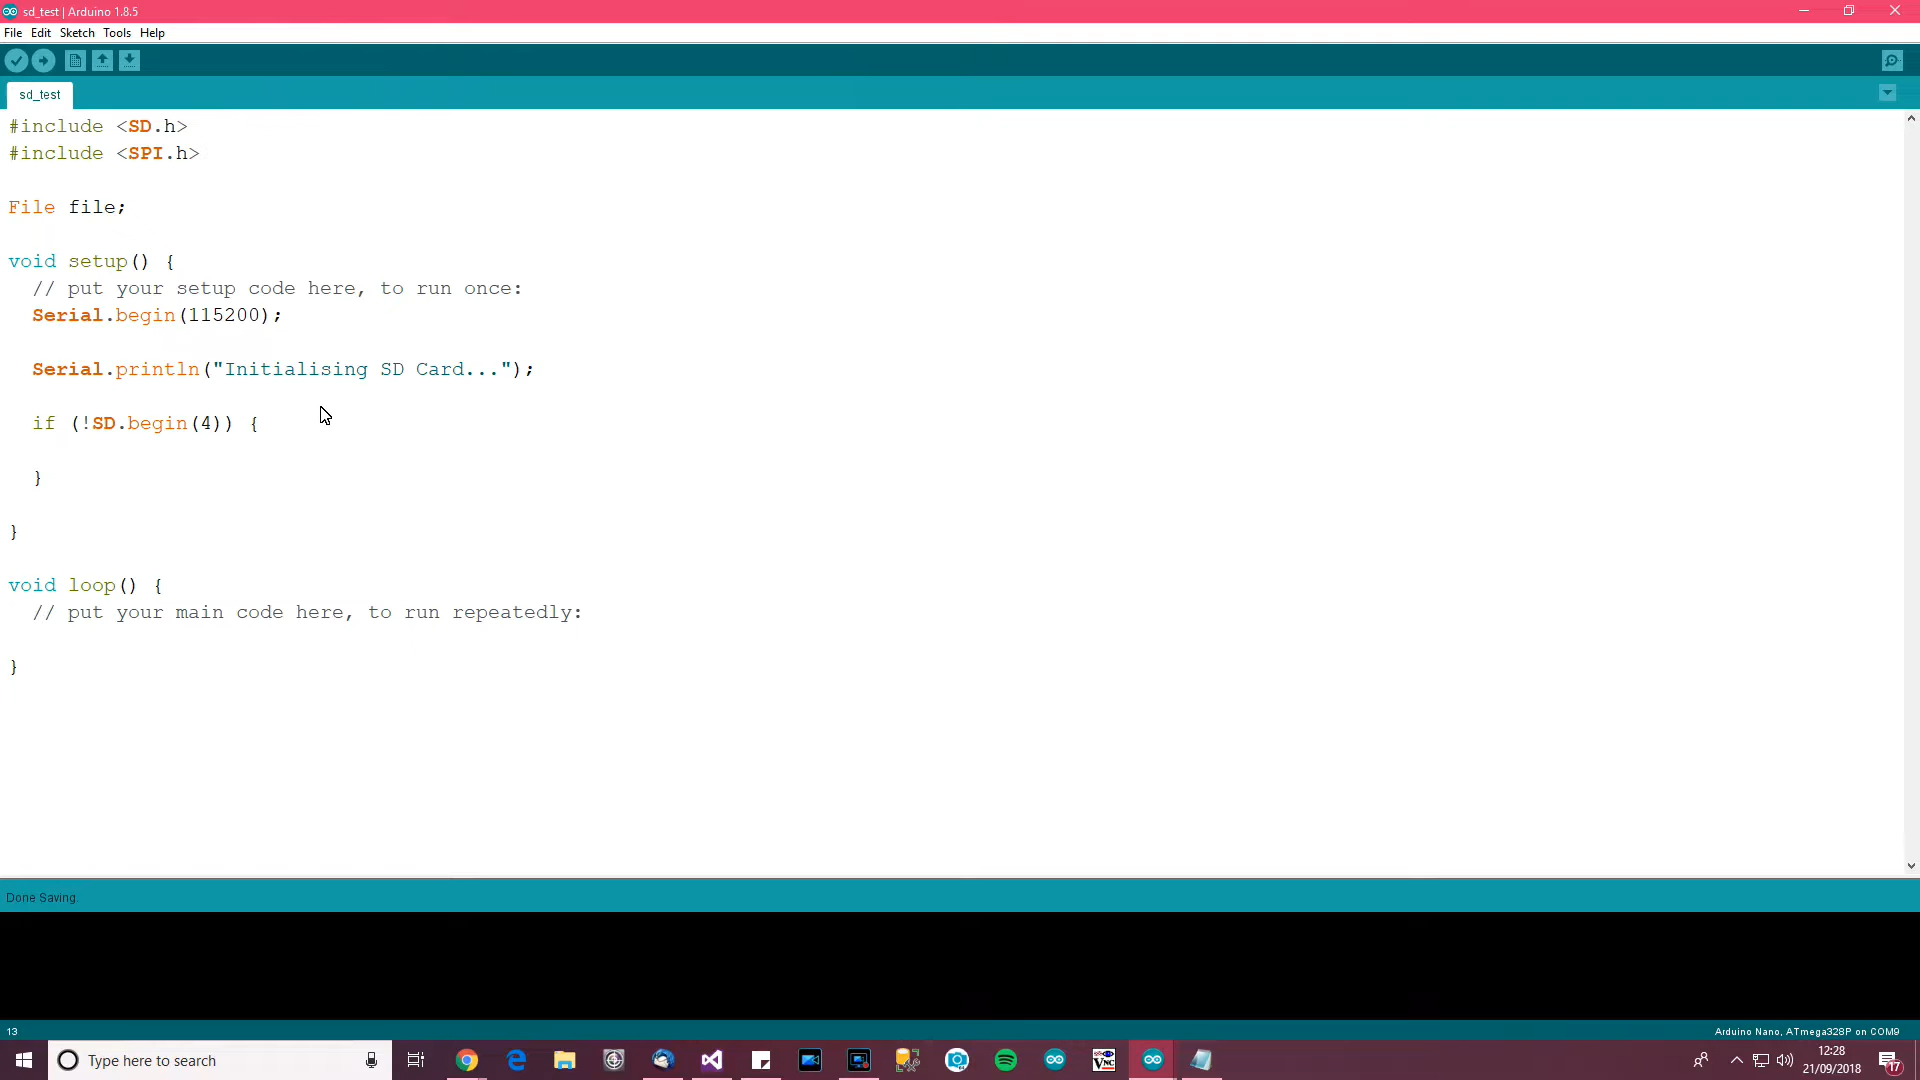 sd_test | Arduino 1.8.5
File Edit Sketch Tools Help
sd_test
#include <SD.h>
#include <SPI.h>
File file;
void setup() {
// put your setup code here, to run once:
Serial.begin(115200);
Serial.println("Initialising SD Card...");
if (!SD.begin(4)) {
}
}
void loop() {
// put your main code here, to run repeatedly:
}
Done Saving.
13
Arduino Nano, ATmega328P on COM9
Type here to search
12:28
21/09/2018
17